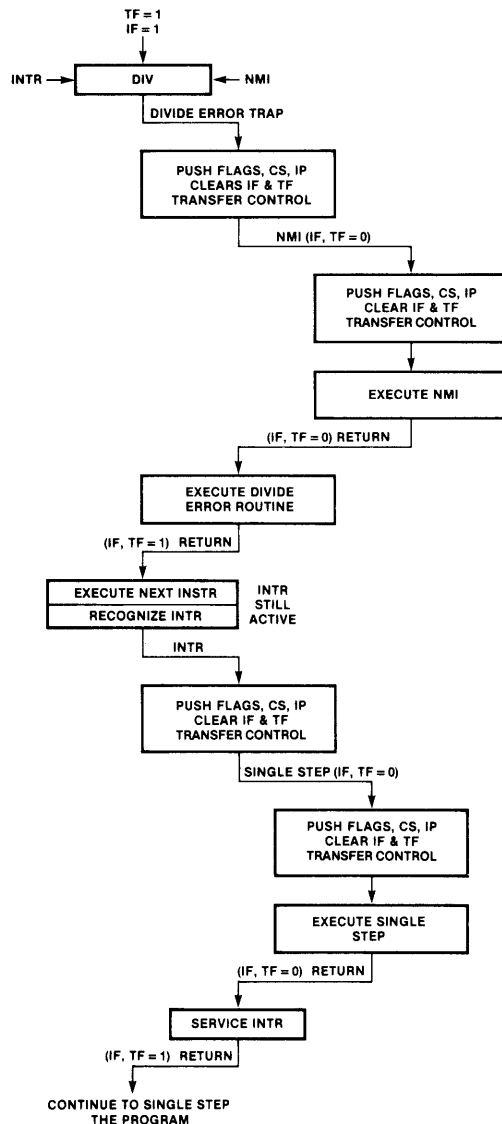 TF = 1
IF = 1
INTR
DIV
NMI
DIVIDE ERROR TRAP
PUSH FLAGS, CS, IP
CLEARS IF & TF
TRANSFER CONTROL
NMI (IF, TF = 0)
PUSH FLAGS, CS, IP
CLEAR IF & TF
TRANSFER CONTROL
EXECUTE NMI
(IF, TF = 0) RETURN
EXECUTE DIVIDE
ERROR ROUTINE
(IF, TF = 1) RETURN
EXECUTE NEXT INSTR
RECOGNIZE INTR
INTR
STILL
ACTIVE
INTR
PUSH FLAGS, CS, IP
CLEAR IF & TF
TRANSFER CONTROL
SINGLE STEP (IF, TF = 0)
PUSH FLAGS, CS, IP
CLEAR IF & TF
TRANSFER CONTROL
EXECUTE SINGLE
STEP
(IF, TF = 0) RETURN
SERVICE INTR
(IF, TF = 1) RETURN
CONTINUE TO SINGLE STEP
THE PROGRAM